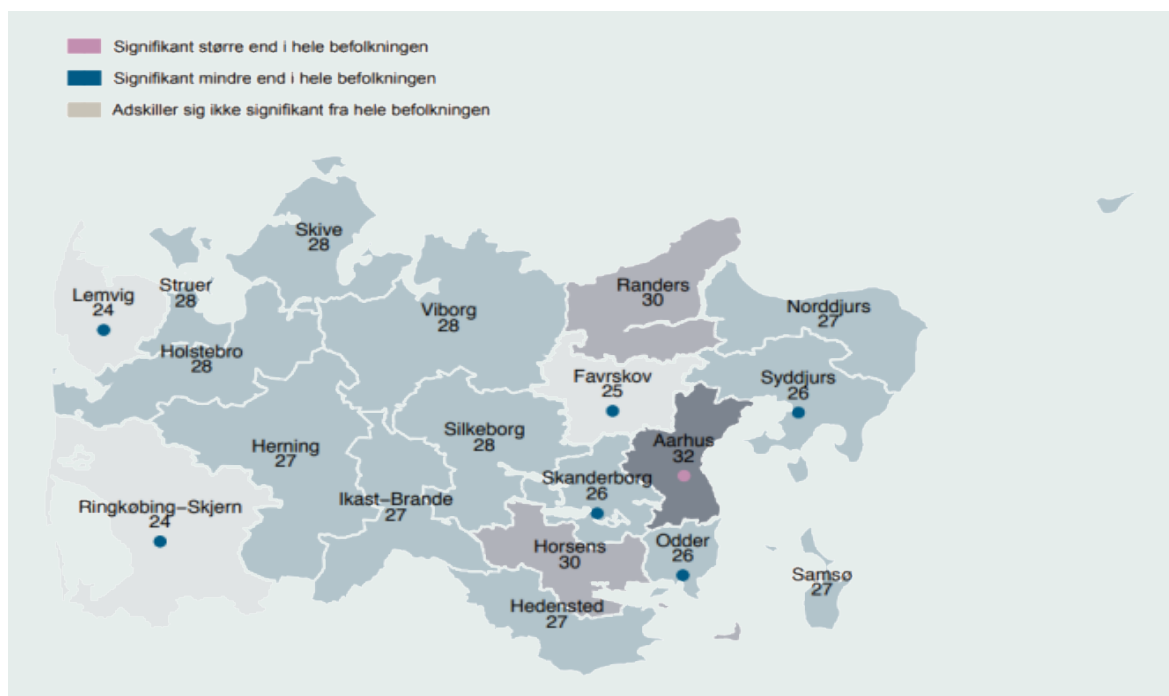 Signifikant større end i hele befolkningen
Signifikant mindre end i hele befolkningen
Adskiller sig ikke signifikant fra hele befolkningen
Skive
28
Struer
28
Lemvig
24
Viborg
28
Randers
30
Norddjurs
27
Holstebro
28
Favrskov
25
Syddjurs
26
Silkeborg
28
Aarhus
32
Herning
27
Skanderborg
26
Ikast-Brande
27
Ringkøbing-Skjern
24
Horsens
30
Odder
26
Samsø
27
Hedensted
27